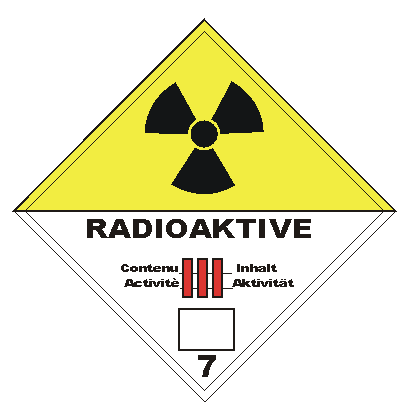 RADIOAKTIVE
Contenu Inhalt
Activitè Aktivität
7